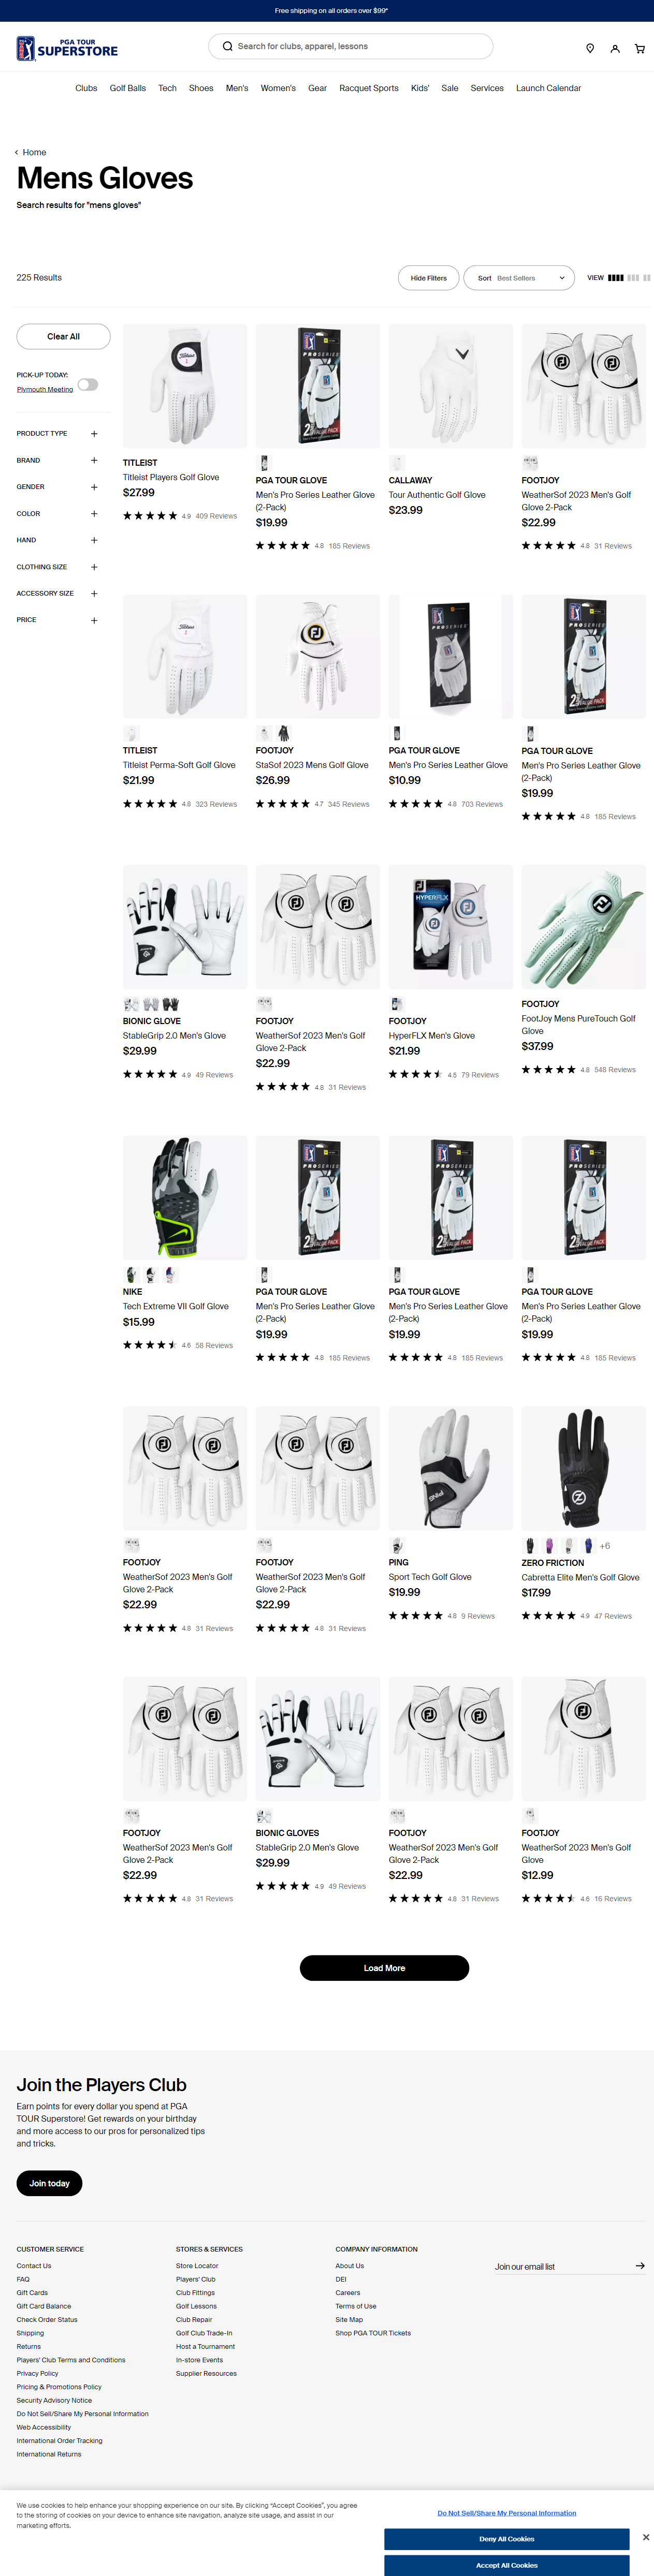 Free shipping on all orders over $99*
PGA TOUR
SUPERSTORE
Search for clubs, apparel, lessons
Clubs Golf Balls Tech Shoes Men's Women's Gear Racquet Sports Kids' Sale Services Launch Calendar
Home
Mens Gloves
Search results for "mens gloves"
225 Results
Hide Filters
Sort Best Sellers
VIEW
Clear All
PICK-UP TODAY:
Plymouth Meeting
PRODUCT TYPE
BRAND
GENDER
COLOR
HAND
CLOTHING SIZE
ACCESSORY SIZE
PRICE
TITLEIST
Titleist Players Golf Glove
$27.99
4.9 409 Reviews
PGA TOUR GLOVE
Men's Pro Series Leather Glove
(2-Pack)
$19.99
4.8 185 Reviews
CALLAWAY
Tour Authentic Golf Glove
$23.99
FOOTJOY
WeatherSof 2023 Men's Golf
Glove 2-Pack
$22.99
4.8 31 Reviews
TITLEIST
Titleist Perma-Soft Golf Glove
$21.99
4.8 323 Reviews
FOOTJOY
StaSof 2023 Mens Golf Glove
$26.99
4.7 345 Reviews
PGA TOUR GLOVE
Men's Pro Series Leather Glove
$10.99
4.8 703 Reviews
PGA TOUR GLOVE
Men's Pro Series Leather Glove
(2-Pack)
$19.99
4.8 185 Reviews
BIONIC GLOVE
StableGrip 2.0 Men's Glove
$29.99
4.9 49 Reviews
FOOTJOY
WeatherSof 2023 Men's Golf
Glove 2-Pack
$22.99
4.8 31 Reviews
HYPERFLX
FOOTJOY
HyperFLX Men's Glove
$21.99
4.5 79 Reviews
FOOTJOY
FootJoy Mens PureTouch Golf
Glove
$37.99
4.8 548 Reviews
NIKE
Tech Extreme VII Golf Glove
$15.99
4.6 58 Reviews
PGA TOUR GLOVE
Men's Pro Series Leather Glove
(2-Pack)
$19.99
4.8 185 Reviews
PGA TOUR GLOVE
Men's Pro Series Leather Glove
(2-Pack)
$19.99
4.8 185 Reviews
PGA TOUR GLOVE
Men's Pro Series Leather Glove
(2-Pack)
$19.99
4.8 185 Reviews
FOOTJOY
WeatherSof 2023 Men's Golf
Glove 2-Pack
$22.99
4.8 31 Reviews
FOOTJOY
WeatherSof 2023 Men's Golf
Glove 2-Pack
$22.99
4.8 31 Reviews
PING
Sport Tech Golf Glove
$19.99
4.8 9 Reviews
+6
ZERO FRICTION
Cabretta Elite Men's Golf Glove
$17.99
4.9 47 Reviews
FOOTJOY
WeatherSof 2023 Men's Golf
Glove 2-Pack
$22.99
4.8 31 Reviews
BIONIC GLOVES
StableGrip 2.0 Men's Glove
$29.99
4.9 49 Reviews
FOOTJOY
WeatherSof 2023 Men's Golf
Glove 2-Pack
$22.99
4.8 31 Reviews
FOOTJOY
WeatherSof 2023 Men's Golf
Glove
$12.99
4.6 16 Reviews
Load More
Join the Players Club
Earn points for every dollar you spend at PGA
TOUR Superstore! Get rewards on your birthday
and more access to our pros for personalized tips
and tricks.
Join today
CUSTOMER SERVICE
Contact Us
FAQ
Gift Cards
Gift Card Balance
Check Order Status
Shipping
Returns
Players' Club Terms and Conditions
Privacy Policy
Pricing & Promotions Policy
Security Advisory Notice
Do Not Sell/Share My Personal Information
Web Accessibility
International Order Tracking
International Returns
STORES & SERVICES
Store Locator
Players' Club
Club Fittings
Golf Lessons
Club Repair
Golf Club Trade-In
Host a Tournament
In-store Events
Supplier Resources
COMPANY INFORMATION
About Us
DEI
Careers
Terms of Use
Site Map
Shop PGA TOUR Tickets
Join our email list
We use cookies to help enhance your shopping experience on our site. By clicking “Accept Cookies”, you agree
to the storing of cookies on your device to enhance site navigation, analyze site usage, and assist in our
marketing efforts.
Do Not Sell/Share My Personal Information
Deny All Cookies
Accept All Cookies